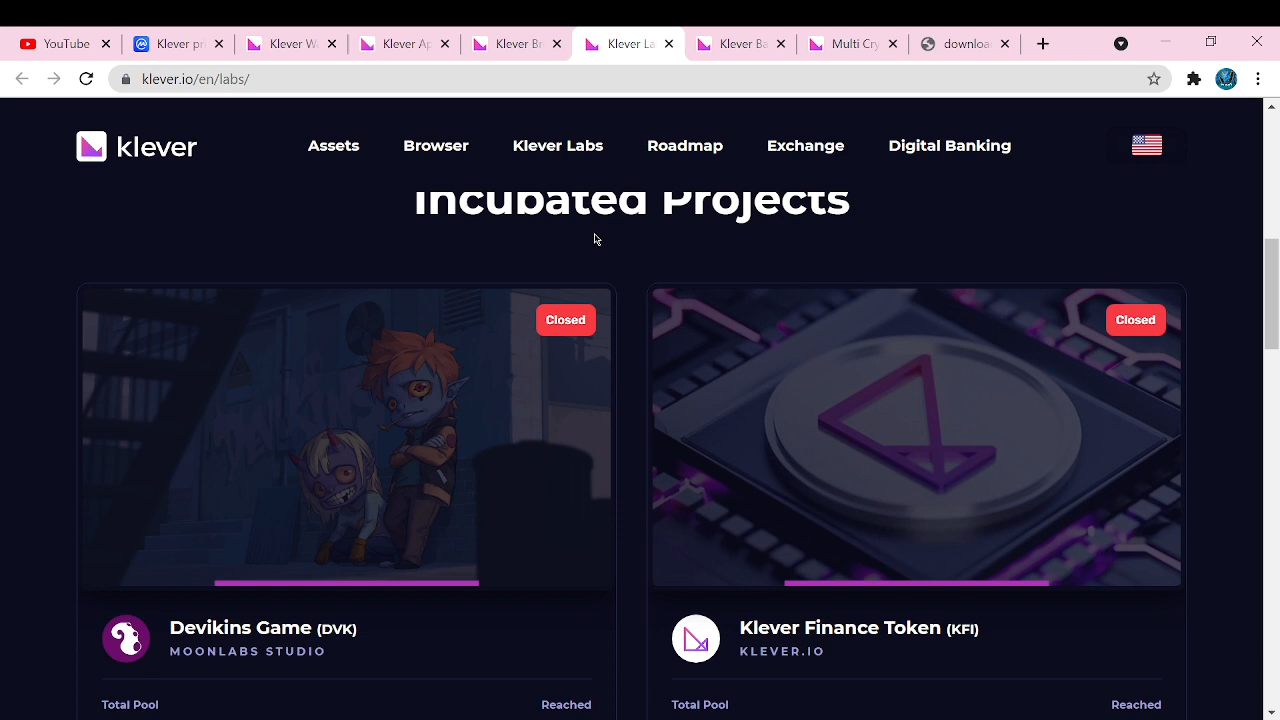 YouTube
Klever pr
Klever W
Klever Ap
Klever Br
Klever La
Klever Ba
Multi Cry
downloa
klever.io/en/labs/
klever
Assets
Browser
Klever Labs
Roadmap
Exchange
Digital Banking
Incubated Projects
Closed
Closed
Devikins Game (DVK)
MOONLABS STUDIO
Total Pool
Reached
Klever Finance Token (KFI)
KLEVER.IO
Total Pool
Reached